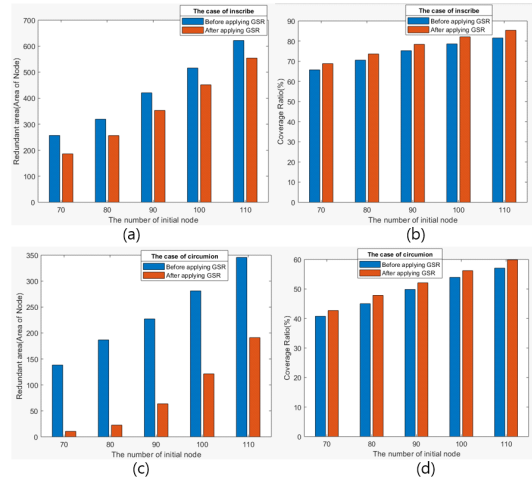 The case of inscribe
Before applying GSR
After applying GSR
Redundant area(Area of Node)
700
600
500
400
300
200
100
0
70 80 90 100 110
The number of initial node
(a)
The case of inscribe
Before applying GSR
After applying GSR
Coverage Ratio(%)
90
80
70
60
50
40
30
20
10
0
70 80 90 100 110
The number of initial node
(b)
The case of circumion
Before applying GSR
After applying GSR
Redundant area(Area of Node)
350
300
250
200
150
100
50
0
70 80 90 100 110
The number of initial node
(c)
The case of circumion
Before applying GSR
After applying GSR
Coverage Ratio(%)
60
50
40
30
20
10
0
70 80 90 100 110
The number of initial node
(d)